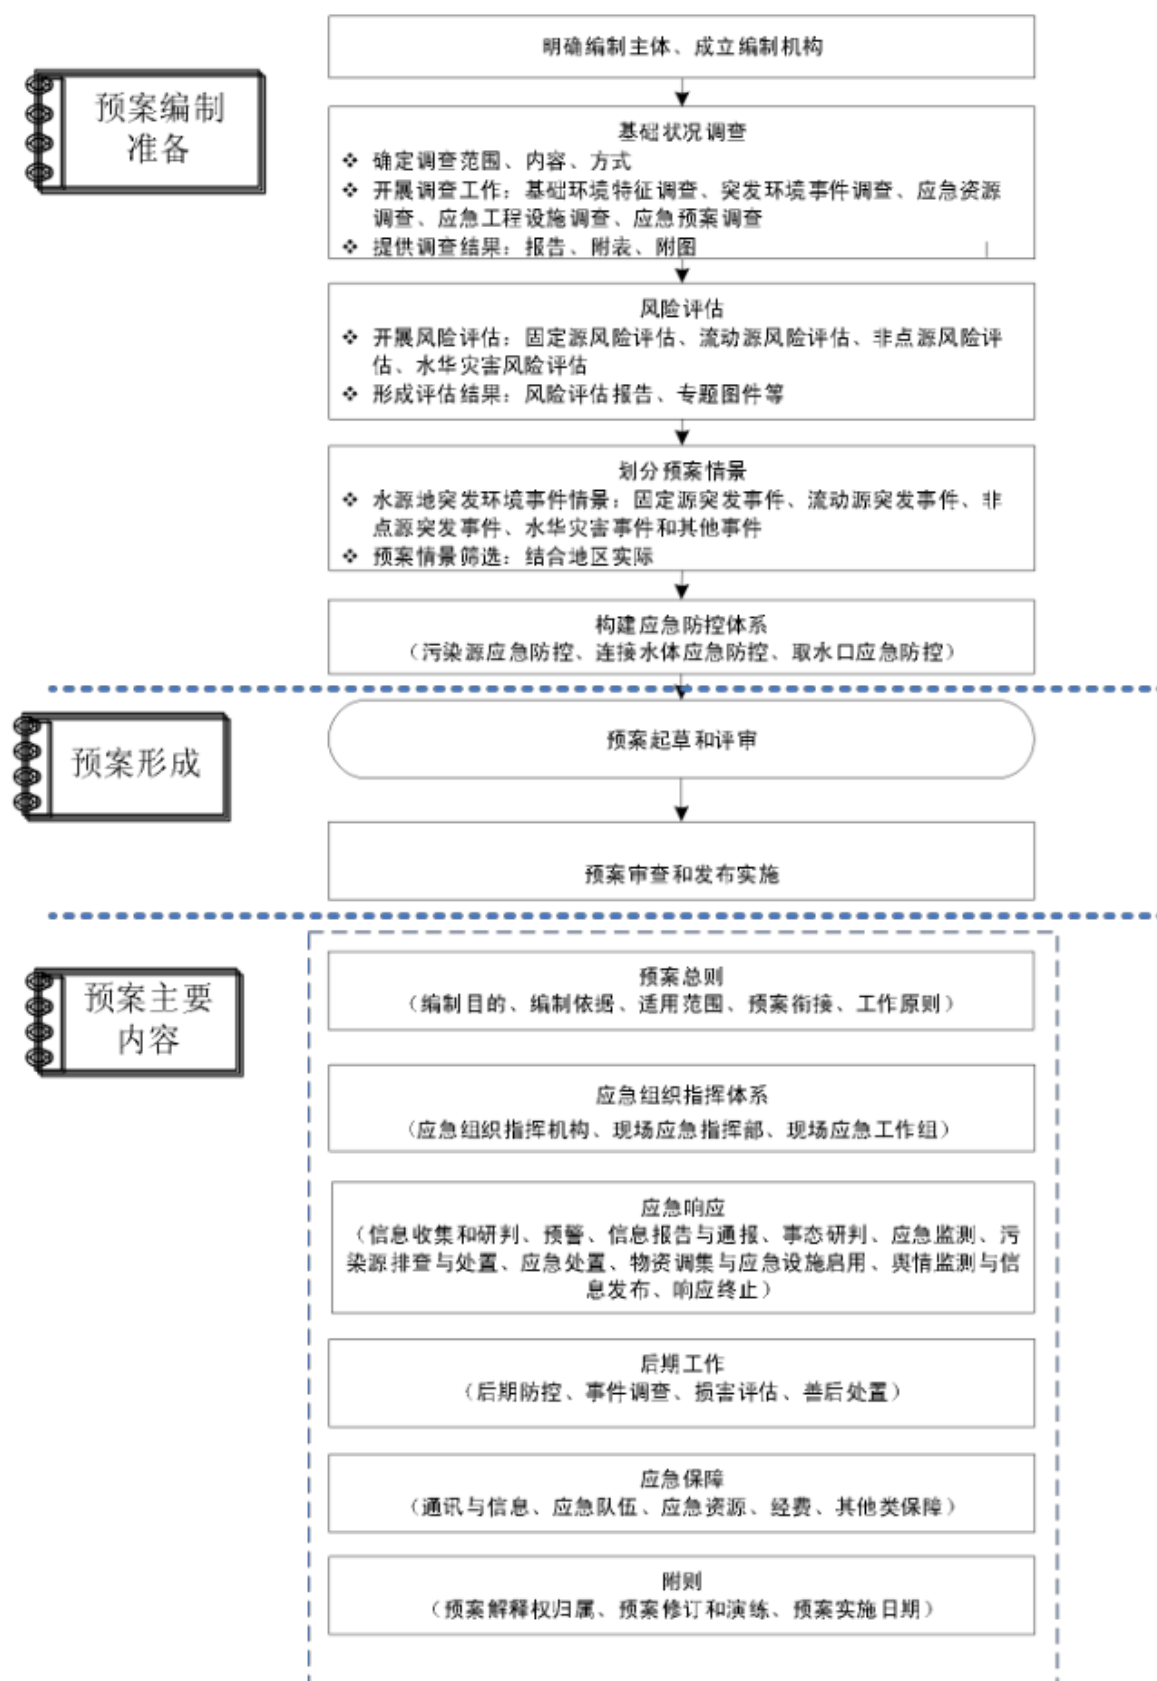 明确编制主体、成立编制机构
预案编制
准备
基础状况调查
❖ 确定调查范围、内容、方式
❖ 开展调查工作：基础环境特征调查、突发环境事件调查、应急资源
调查、应急工程设施调查、应急预案调查
❖ 提供调查结果：报告、附表、附图
风险评估
❖ 开展风险评估：固定源风险评估、流动源风险评估、非点源风险评
估、水华灾害风险评估
❖ 形成评估结果：风险评估报告、专题图件等
划分预案情景
❖ 水源地突发环境事件情景：固定源突发事件、流动源突发事件、非
点源突发事件、水华灾害事件和其他事件
❖ 预案情景筛选：结合地区实际
构建应急防控体系
（污染源应急防控、连接水体应急防控、取水口应急防控）
预案形成
预案起草和评审
预案审查和发布实施
预案主要
内容
预案总则
（编制目的、编制依据、适用范围、预案衔接、工作原则）
应急组织指挥体系
（应急组织指挥机构、现场应急指挥部、现场应急工作组）
应急响应
（信息收集和研判、预警、信息报告与通报、事态研判、应急监测、污
染源排查与处置、应急处置、物资调集与应急设施启用、舆情监测与信
息发布、响应终止）
后期工作
（后期防控、事件调查、损害评估、善后处置）
应急保障
（通讯与信息、应急队伍、应急资源、经费、其他类保障）
附则
（预案解释权归属、预案修订和演练、预案实施日期）